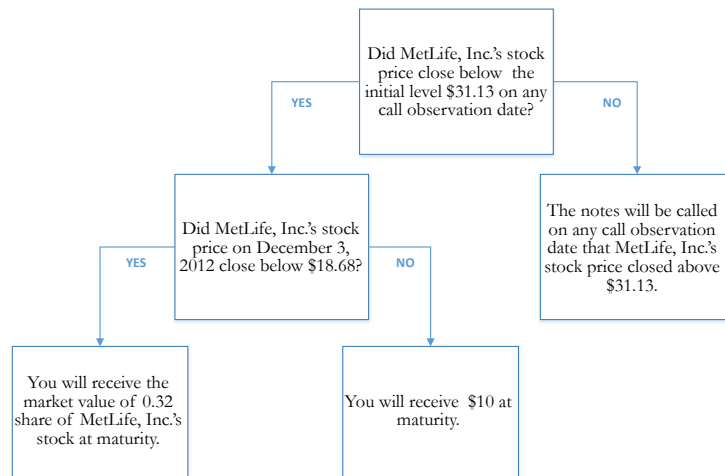 Did MetLife, Inc.'s stock
price close below the
initial level $31.13 on any
call observation date?
YES
NO
Did MetLife, Inc.'s stock
price on December 3,
2012 close below $18.68?
The notes will be called
on any call observation
date that MetLife, Inc.'s
stock price closed above
$31.13.
YES
NO
You will receive the
market value of 0.32
share of MetLife, Inc.'s
stock at maturity.
You will receive $10 at
maturity.